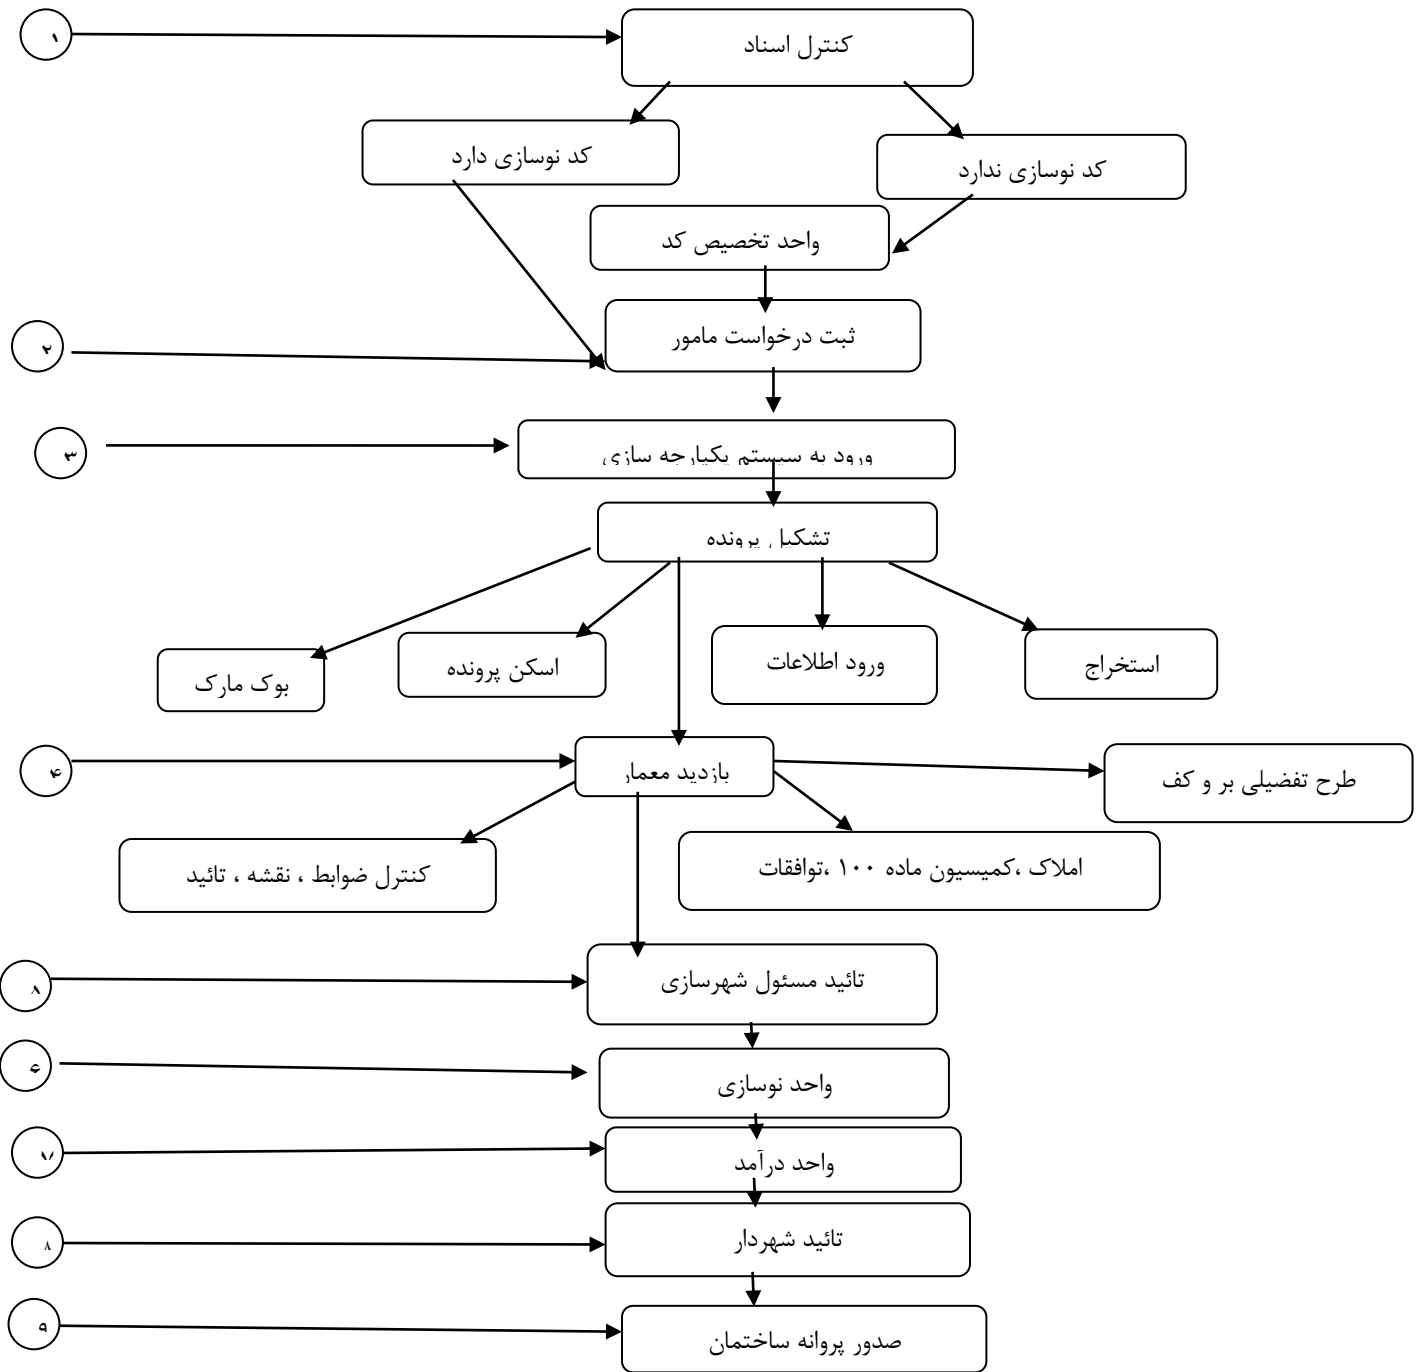 ۱
کنترل اسناد
کد نوسازی دارد
کد نوسازی ندارد
واحد تخصیص کد
۲
ثبت درخواست مامور
۳
ورود به سیستم یکپارچه سازی
تشکیل پرونده
استخراج
ورود اطلاعات
اسکن پرونده
بوک مارک
۴
بازدید معمار
طرح تفضیلی بر و کف
املاک ،کمیسیون ماده ۱۰۰ ،توافقات
کنترل ضوابط ، نقشه ، تائید
تائید مسئول شهرسازی
واحد نوسازی
۷
واحد درآمد
۸
تائید شهردار
۹
صدور پروانه ساختمان